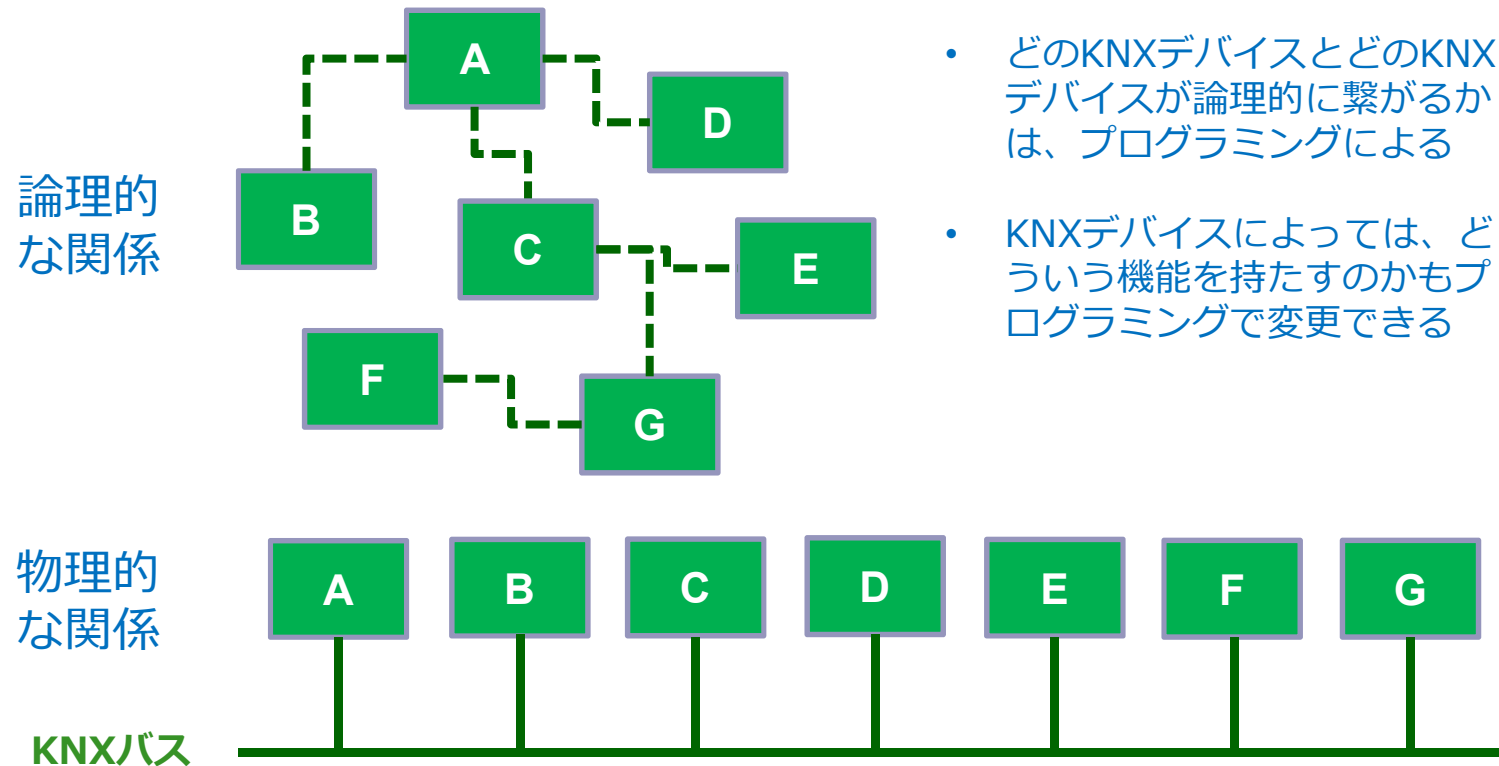 論理的
な関係
A
B
C
D
E
F
G
• どのKNXデバイスとどのKNX
デバイスが論理的に繋がるか
は、プログラミングによる
• KNXデバイスによっては、ど
ういう機能を持たすのかもプ
ログラミングで変更できる
物理的
な関係
A
B
C
D
E
F
G
KNXバス